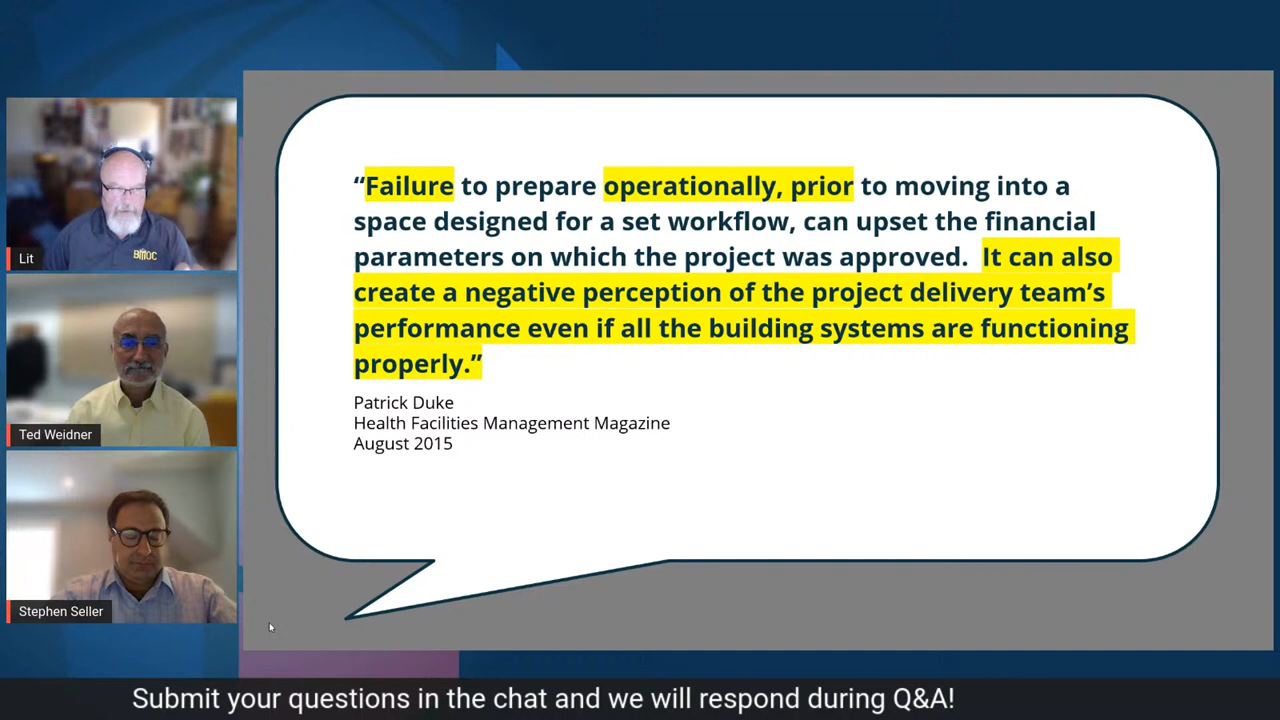 Lit
Ted Weidner
Stephen Seller
BMOC
“Failure to prepare operationally, prior to moving into a
space designed for a set workflow, can upset the financial
parameters on which the project was approved.  It can also
create a negative perception of the project delivery team’s
performance even if all the building systems are functioning
properly.”
Patrick Duke
Health Facilities Management Magazine
August 2015
Submit your questions in the chat and we will respond during Q&A!